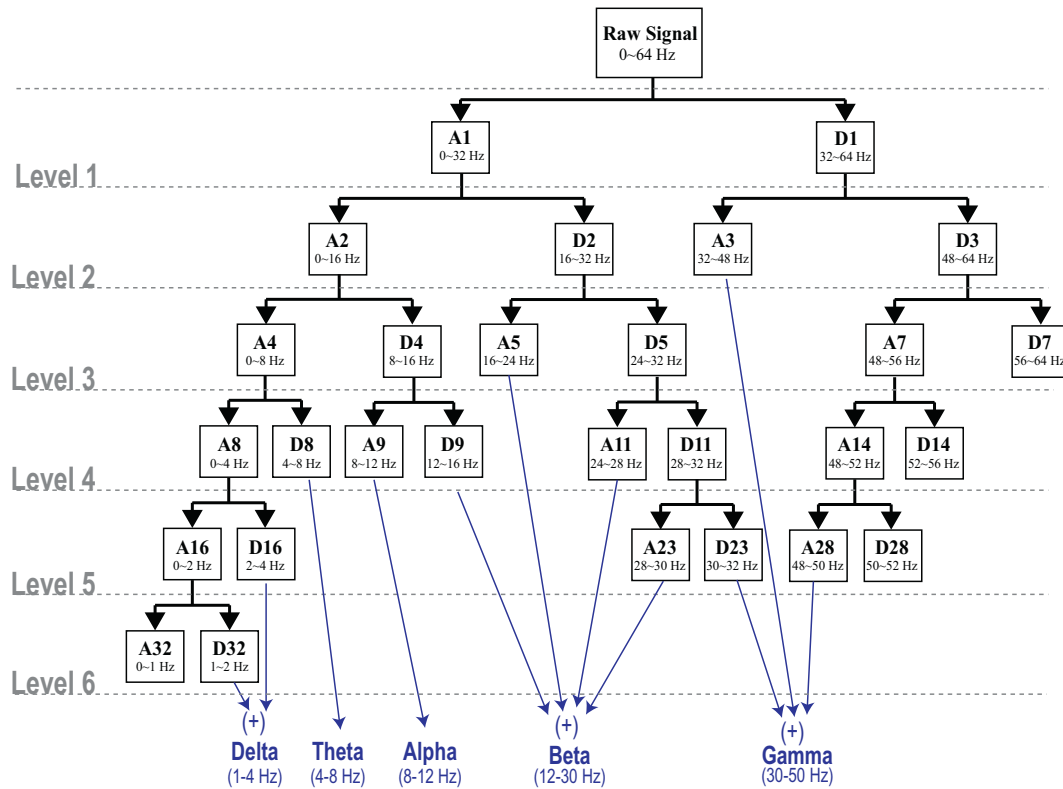 Raw Signal
0~64 Hz
A1
0~32 Hz
D1
32~64 Hz
Level 1
A2
0~16 Hz
D2
16~32 Hz
A3
32~48 Hz
D3
48~64 Hz
Level 2
A4
0~8 Hz
D4
8~16 Hz
A5
16~24 Hz
D5
24~32 Hz
A7
48~56 Hz
D7
56~64 Hz
Level 3
A8
0~4 Hz
D8
4~8 Hz
A9
8~12 Hz
D9
12~16 Hz
A11
24~28 Hz
D11
28~32 Hz
A14
48~52 Hz
D14
52~56 Hz
Level 4
A16
0~2 Hz
D16
2~4 Hz
A23
28~30 Hz
D23
30~32 Hz
A28
48~50 Hz
D28
50~52 Hz
Level 5
A32
0~1 Hz
D32
1~2 Hz
Level 6
(+)
Delta
(1-4 Hz)
Theta
(4-8 Hz)
Alpha
(8-12 Hz)
(+)
Beta
(12-30 Hz)
(+)
Gamma
(30-50 Hz)